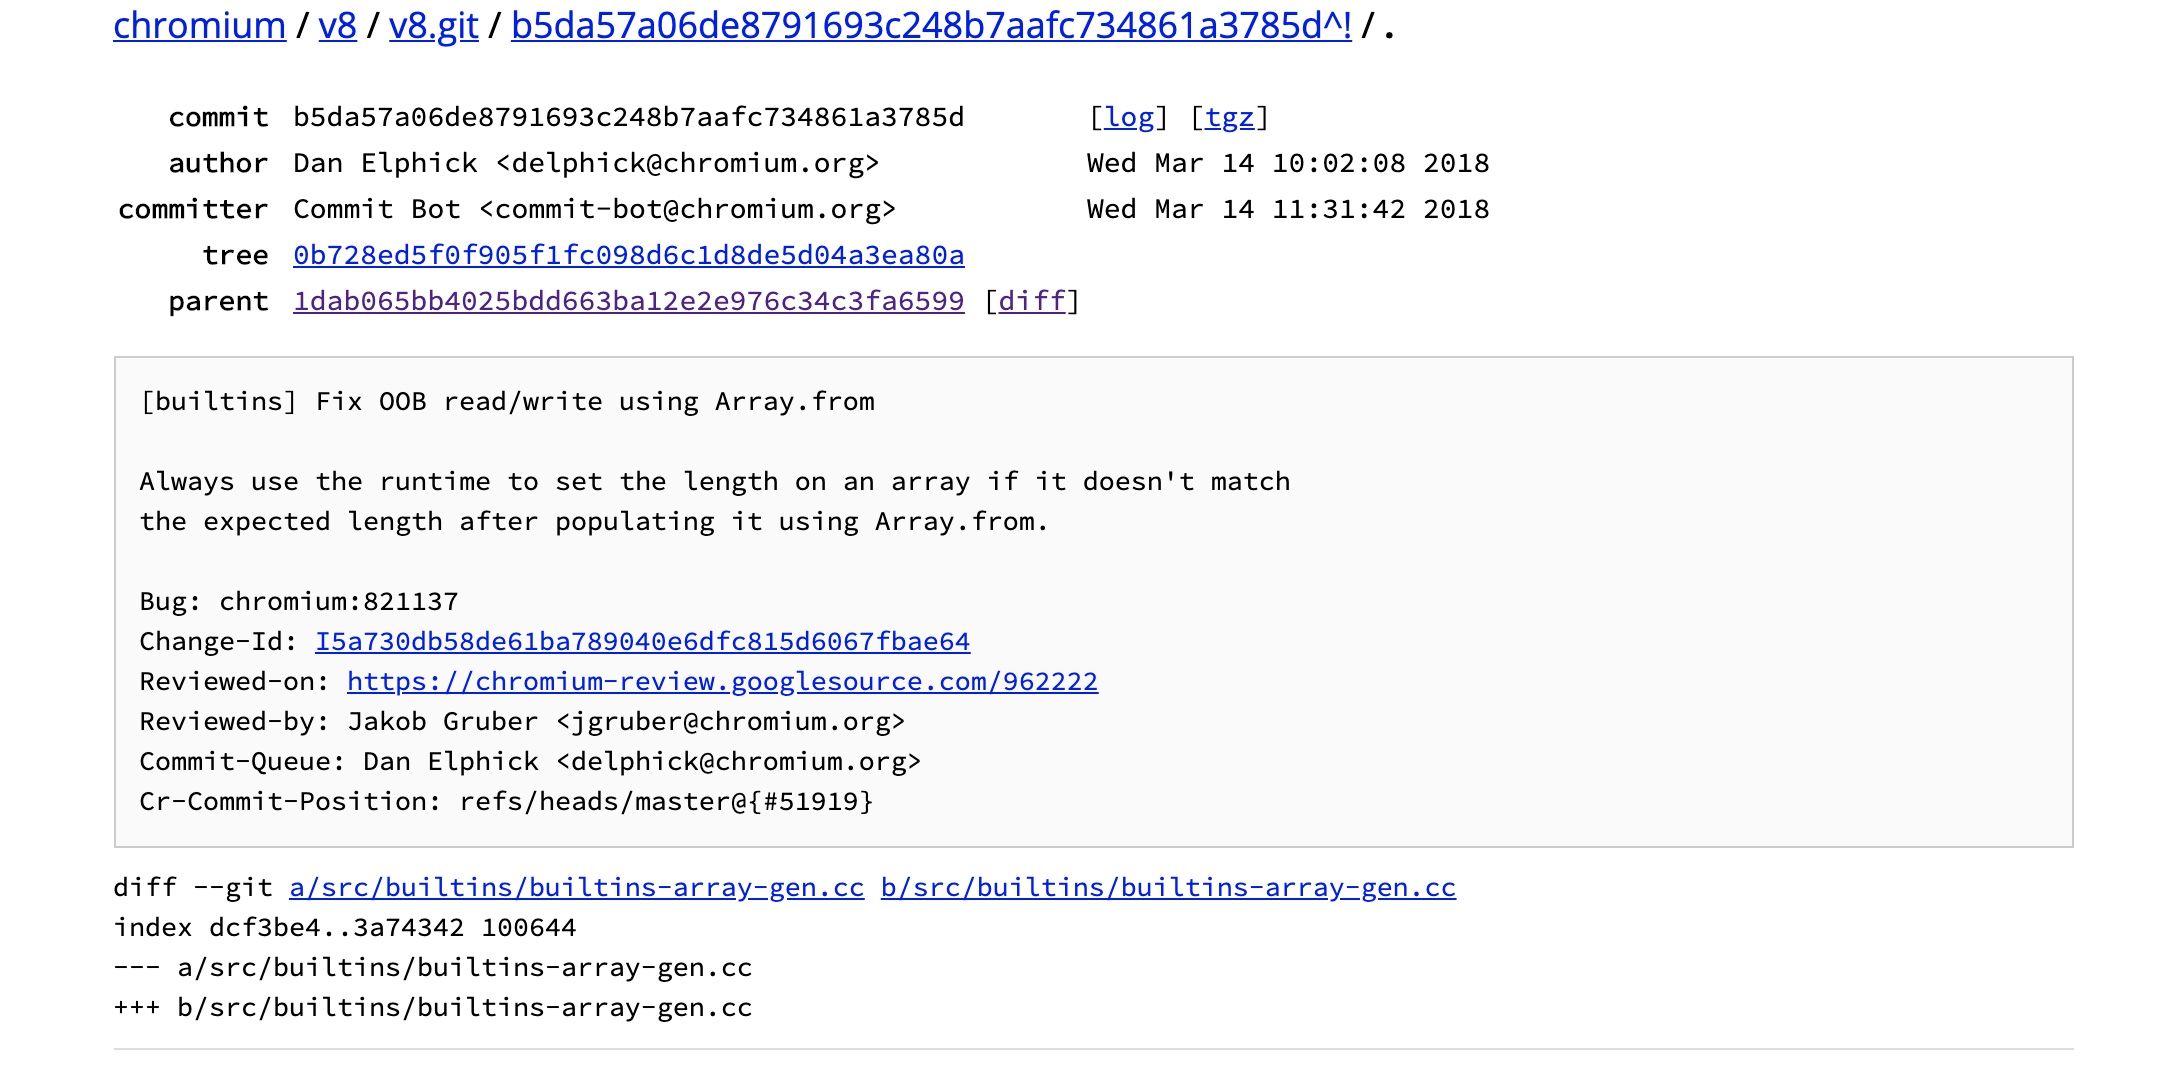 chromium / v8 / v8.git / b5da57a06de8791693c248b7aafc734861a3785d^! / .
commit b5da57a06de8791693c248b7aafc734861a3785d [log] [tgz]
author Dan Elphick <delphick@chromium.org> Wed Mar 14 10:02:08 2018
committer Commit Bot <commit-bot@chromium.org> Wed Mar 14 11:31:42 2018
tree 0b728ed5f0f905f1fc098d6c1d8de5d04a3ea80a
parent 1dab065bb4025bdd663ba12e2e976c34c3fa6599 [diff]
[builtins] Fix OOB read/write using Array.from
Always use the runtime to set the length on an array if it doesn't match
the expected length after populating it using Array.from.
Bug: chromium:821137
Change-Id: I5a730db58de61ba789040e6dfc815d6067fbae64
Reviewed-on: https://chromium-review.googlesource.com/962222
Reviewed-by: Jakob Gruber <jgruber@chromium.org>
Commit-Queue: Dan Elphick <delphick@chromium.org>
Cr-Commit-Position: refs/heads/master@{#51919}
diff --git a/src/builtins/builtins-array-gen.cc b/src/builtins/builtins-array-gen.cc
index dcf3be4..3a74342 100644
--- a/src/builtins/builtins-array-gen.cc
+++ b/src/builtins/builtins-array-gen.cc